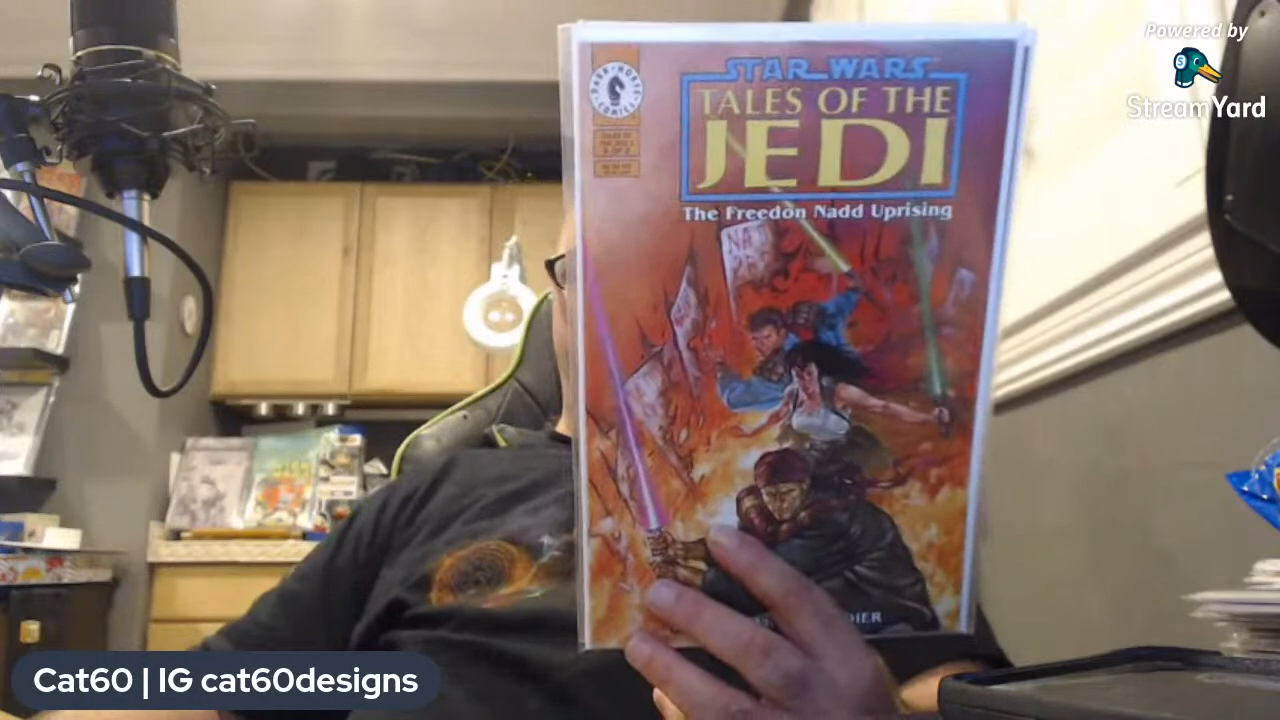 Powered by
StreamYard
DARK HORSE COMICS
STAR WARS
TALES OF THE
JEDI
The Freedon Nadd Uprising
Cat60 | IG cat60designs